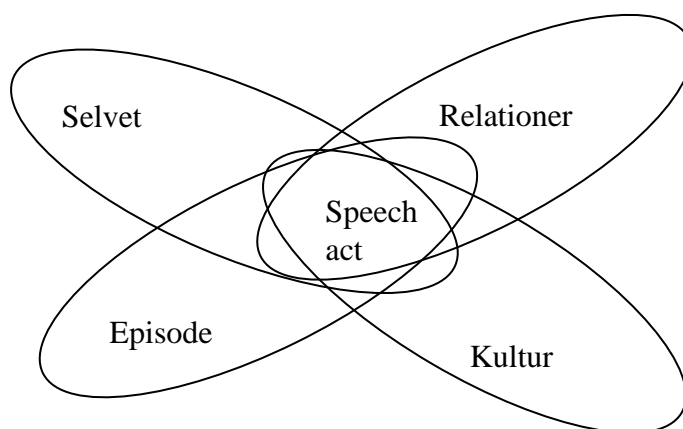 Selvet
Relationer
Speech
act
Episode
Kultur